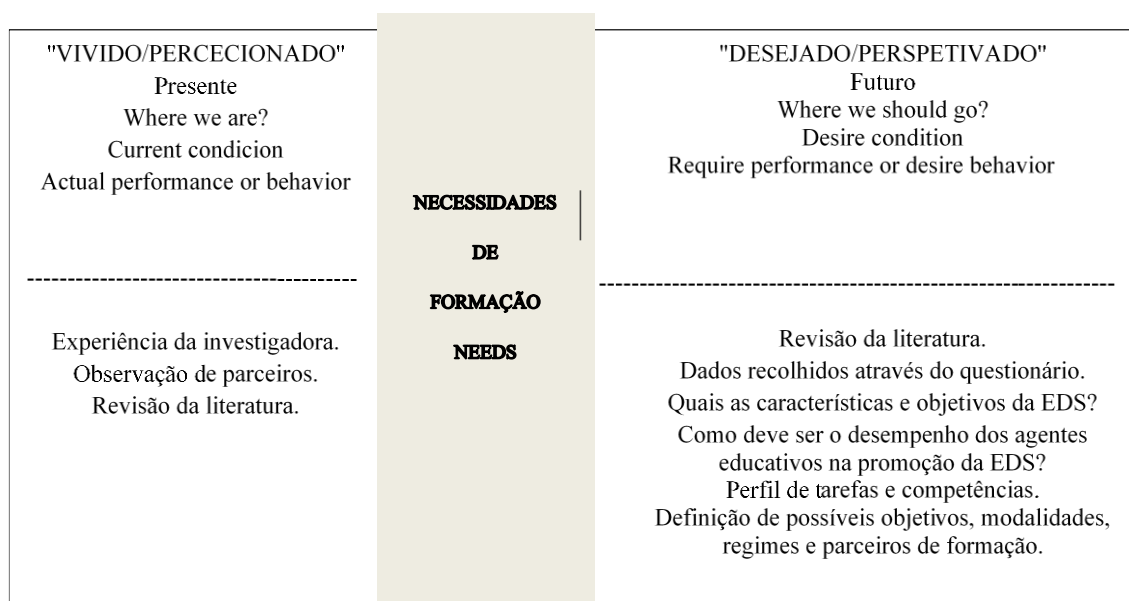 "VIVIDO/PERCECIONADO"
Presente
Where we are?
Current condicion
Actual performance or behavior
Experiência da investigadora.
Observação de parceiros.
Revisão da literatura.
NECESSIDADES
DE
FORMAÇÃO
NEEDS
"DESEJADO/PERSPETIVADO"
Futuro
Where we should go?
Desire condition
Require performance or desire behavior
Revisão da literatura.
Dados recolhidos através do questionário.
Quais as características e objetivos da EDS?
Como deve ser o desempenho dos agentes
educativos na promoção da EDS?
Perfil de tarefas e competências.
Definição de possíveis objetivos, modalidades,
regimes e parceiros de formação.